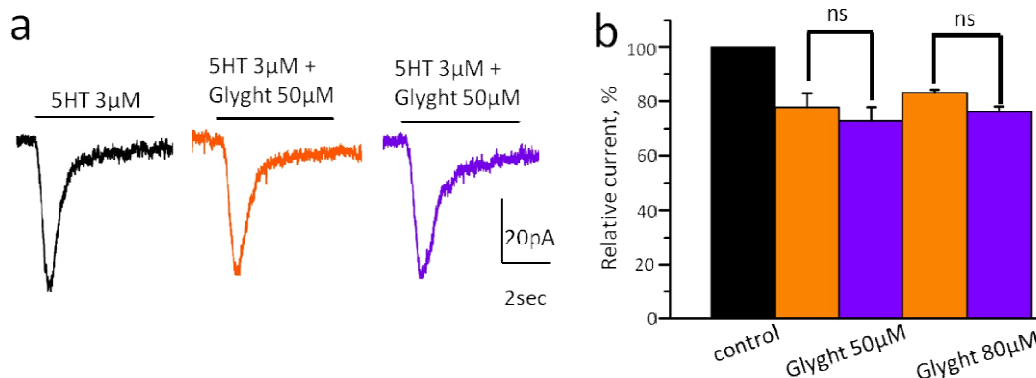 a
5HT 3µM
5HT 3µM +
Glyght 50µM
5HT 3µM +
Glyght 50µM
20pA
2sec
b
ns
ns
Relative current, %
100
80
60
40
20
0
control
Glyght 50µM
Glyght 80µM